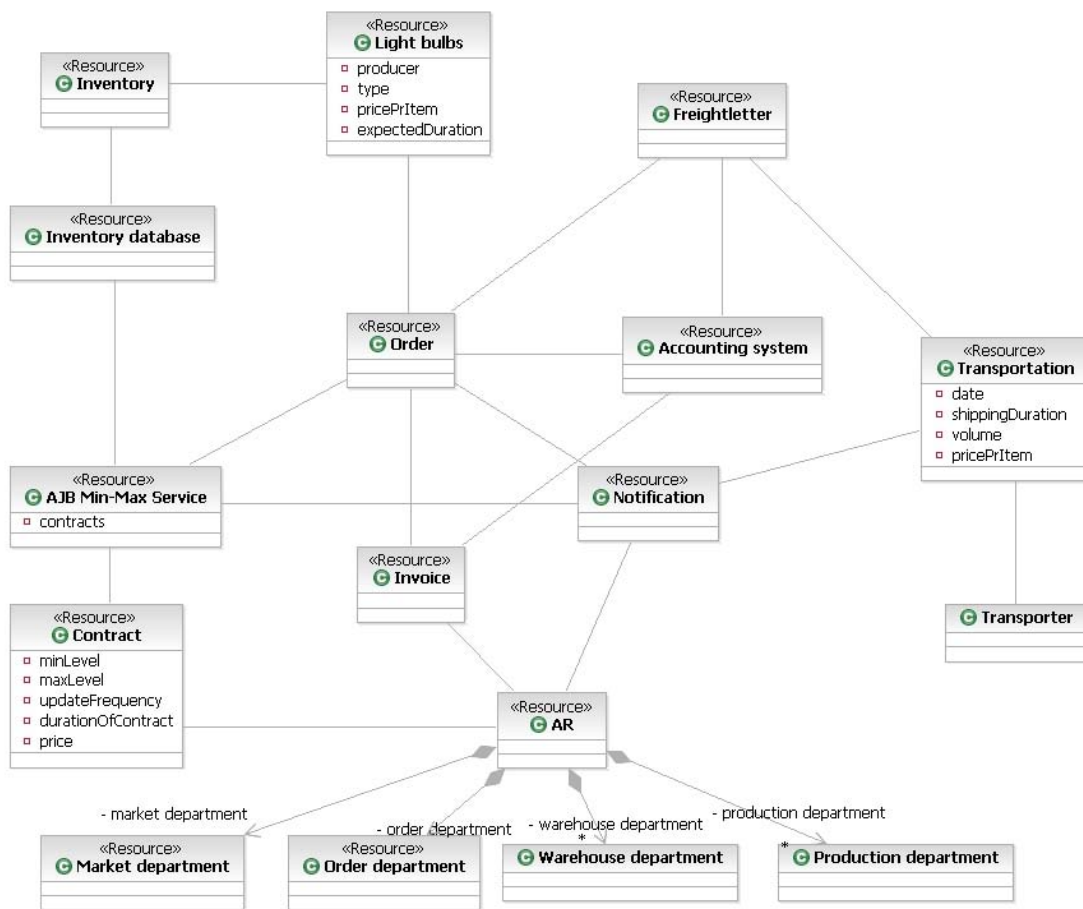 «Resource»
Light bulbs
producer
type
pricePrItem
expectedDuration
«Resource»
Inventory
«Resource»
Freightletter
«Resource»
Inventory database
«Resource»
Order
«Resource»
Accounting system
«Resource»
Transportation
date
shippingDuration
volume
pricePrItem
«Resource»
AJB Min-Max Service
contracts
«Resource»
Notification
«Resource»
Invoice
«Resource»
Contract
minLevel
maxLevel
updateFrequency
durationOfContract
price
Transporter
«Resource»
AR
- market department
- order department
- warehouse department
*
- production department
*
«Resource»
Market department
«Resource»
Order department
Warehouse department
Production department